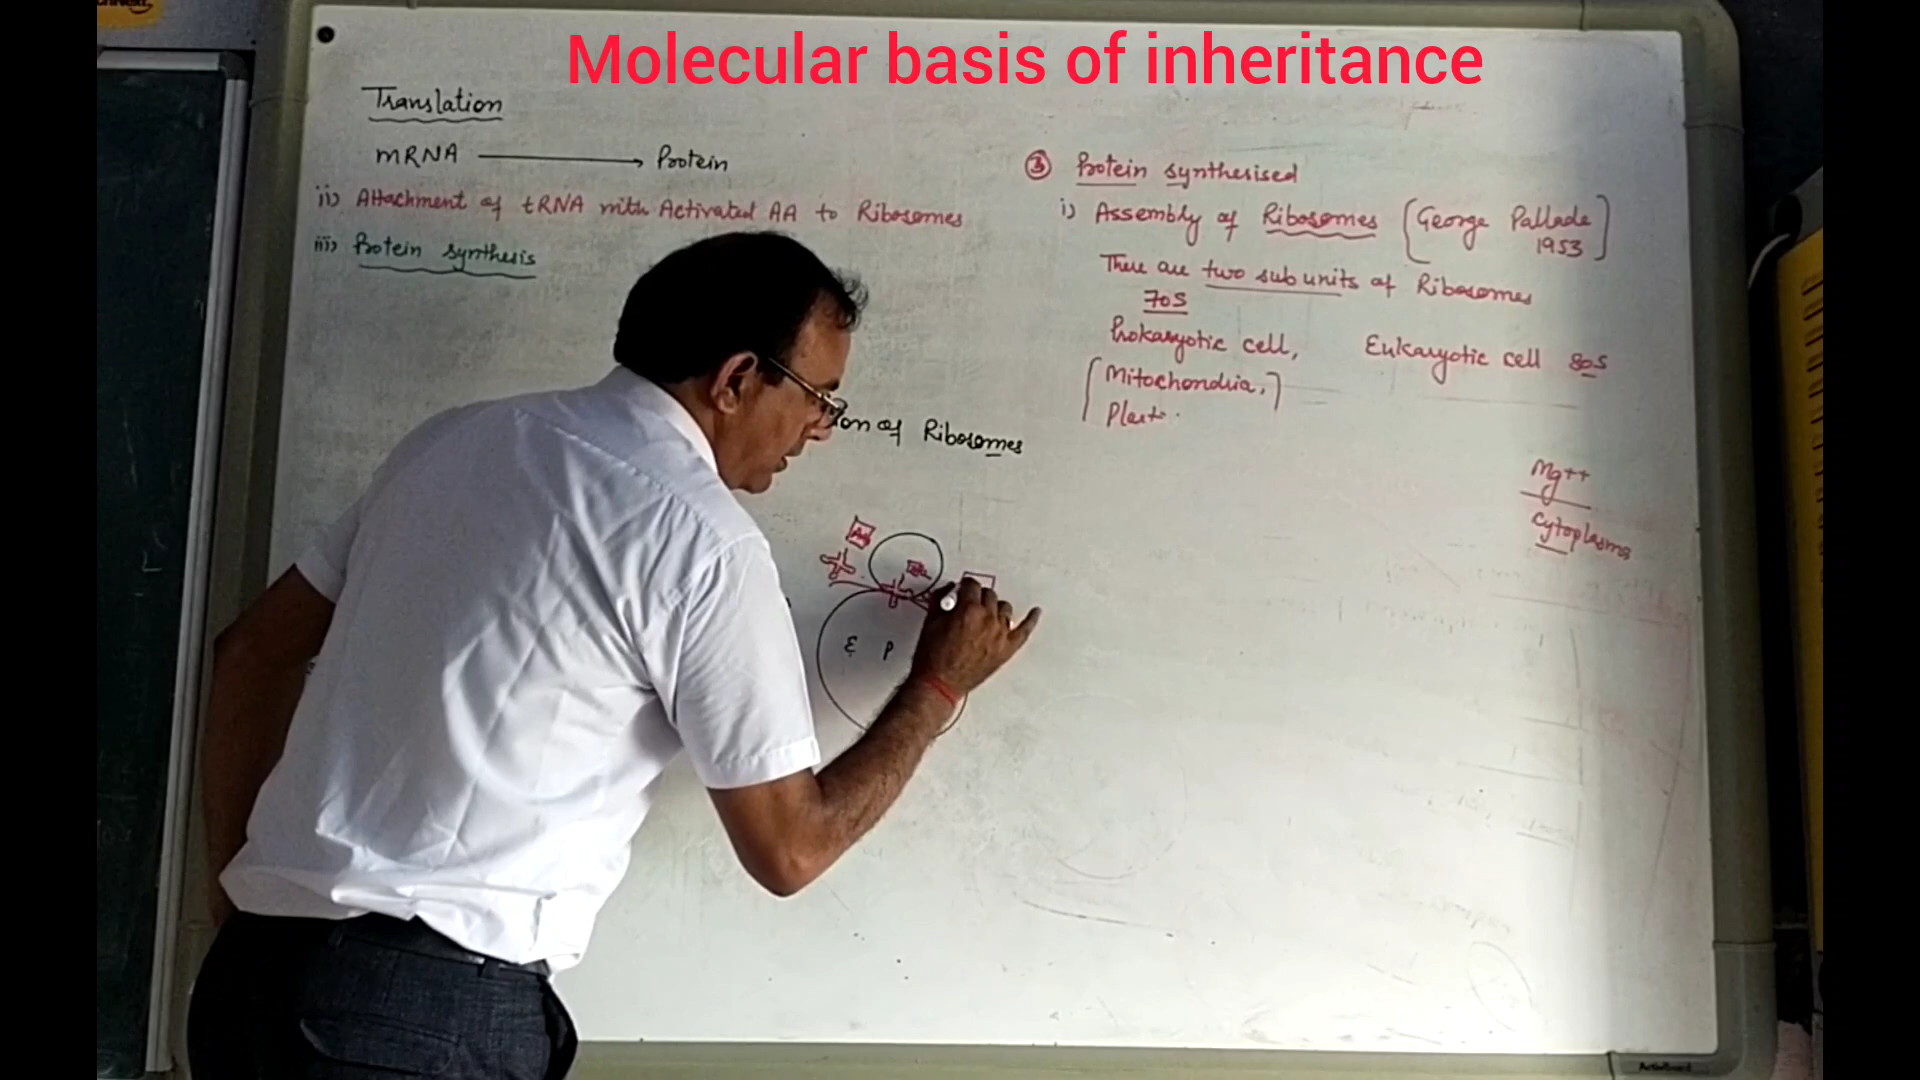 Molecular basis of inheritance
Translation
mRNA → Protein
ii) Attachment of tRNA with Activated AA to Ribosomes
iii) Protein synthesis
ion of Ribosomes
E P
③ Protein synthesised
i) Assembly of Ribosomes [George Pallade
1953]
There are two subunits of Ribosomes
70S
Prokaryotic cell, Eukaryotic cell 80S
[Mitochondria,]
Mg++
Cytoplasm
ActivBoard